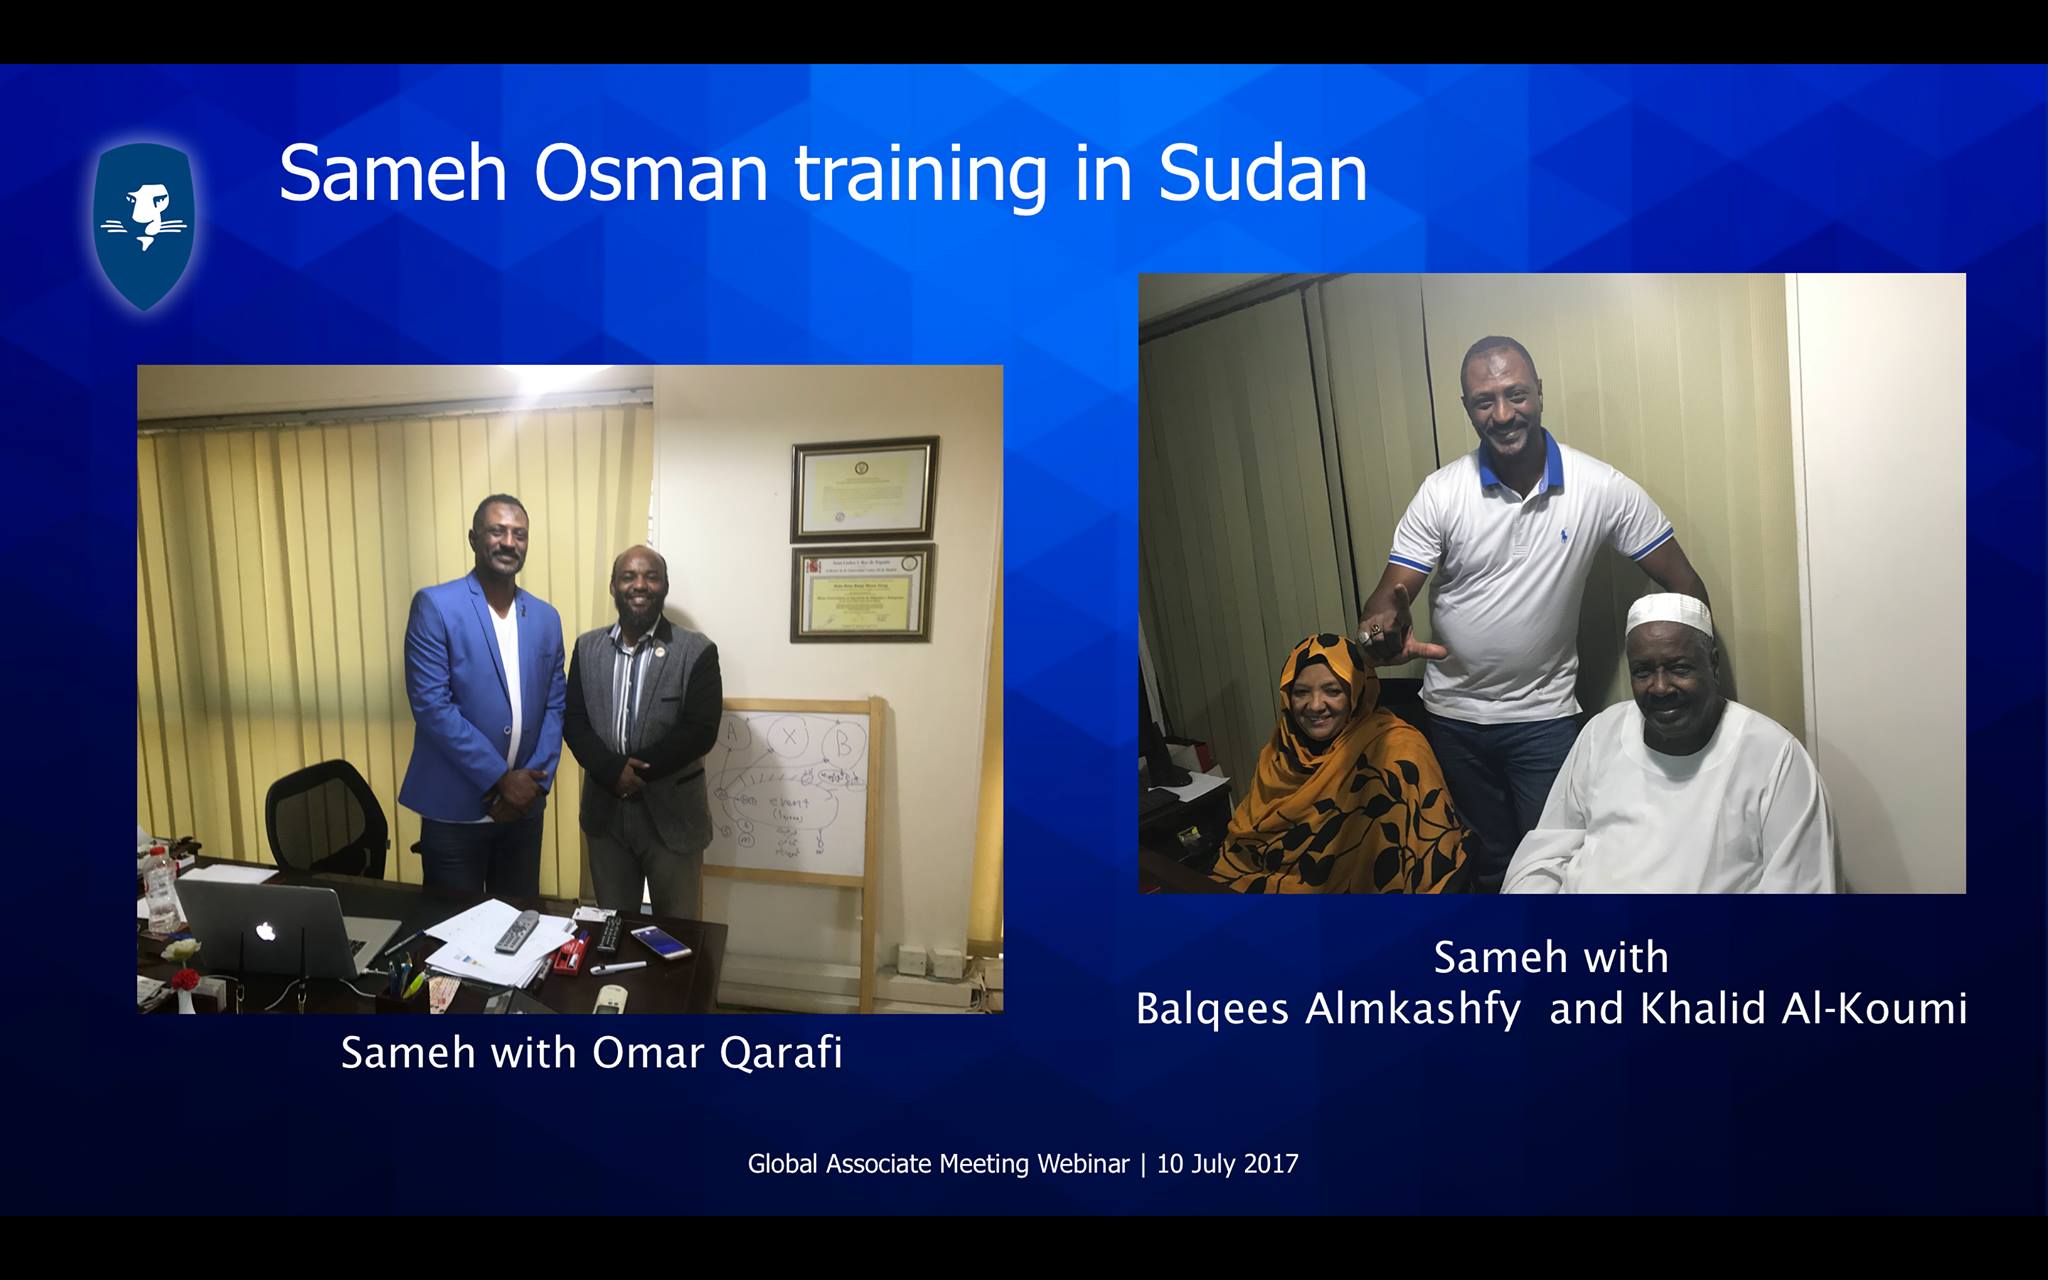 Sameh Osman training in Sudan
A X B
Sameh with Omar Qarafi
Sameh with
Balqees Almkashfy and Khalid Al-Koumi
Global Associate Meeting Webinar | 10 July 2017